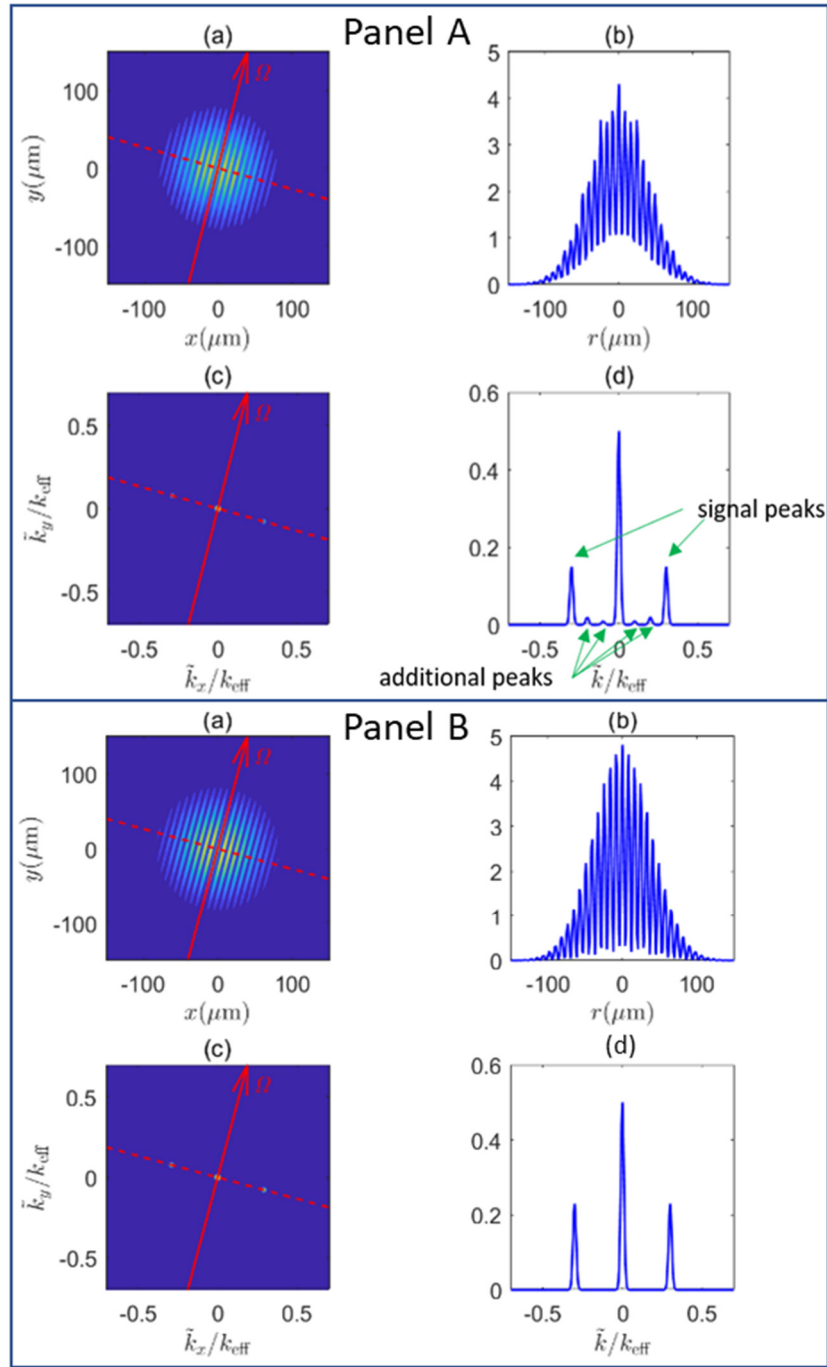 Panel A
(a)
(b)
Ω
100
0
-100
y(μm)
-100
0
100
x(μm)
5
4
3
2
1
0
-100
0
100
r(μm)
(c)
(d)
Ω
0.5
0
-0.5
k̃y/keff
-0.5
0
0.5
k̃x/keff
0.6
0.4
0.2
0
signal peaks
-0.5
0
0.5
additional peaks
k̃/keff
Panel B
(a)
(b)
Ω
100
0
-100
y(μm)
-100
0
100
x(μm)
5
4
3
2
1
0
-100
0
100
r(μm)
(c)
(d)
Ω
0.5
0
-0.5
k̃y/keff
-0.5
0
0.5
k̃x/keff
0.6
0.4
0.2
0
-0.5
0
0.5
k̃/keff